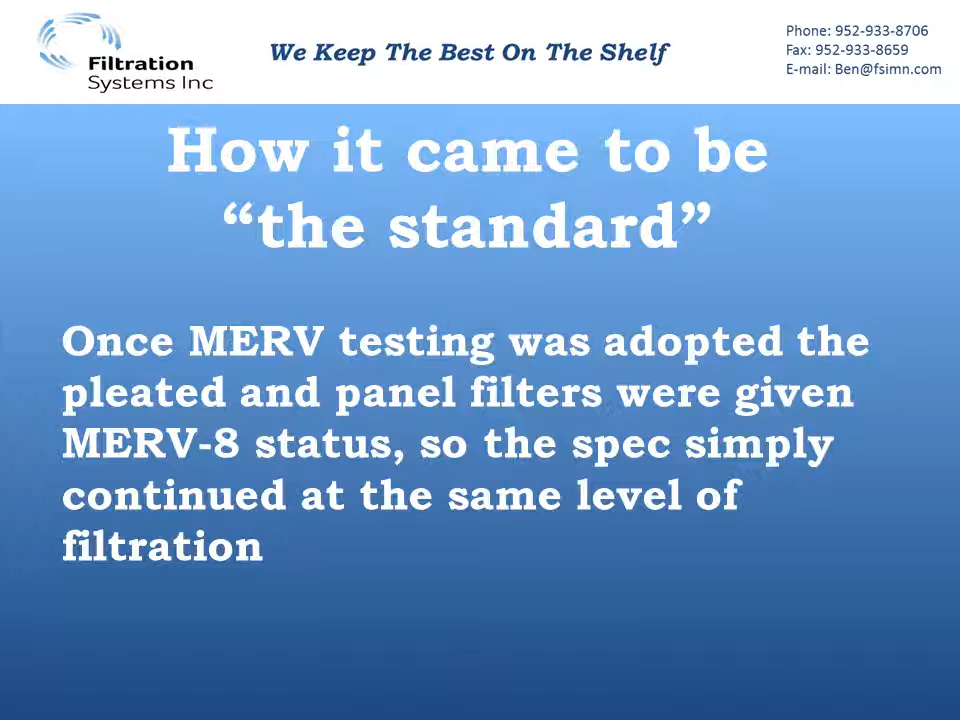 Filtration
Systems Inc
We Keep The Best On The Shelf
Phone: 952-933-8706
Fax: 952-933-8659
E-mail: Ben@fsimn.com
How it came to be
“the standard”
Once MERV testing was adopted the
pleated and panel filters were given
MERV-8 status, so the spec simply
continued at the same level of
filtration